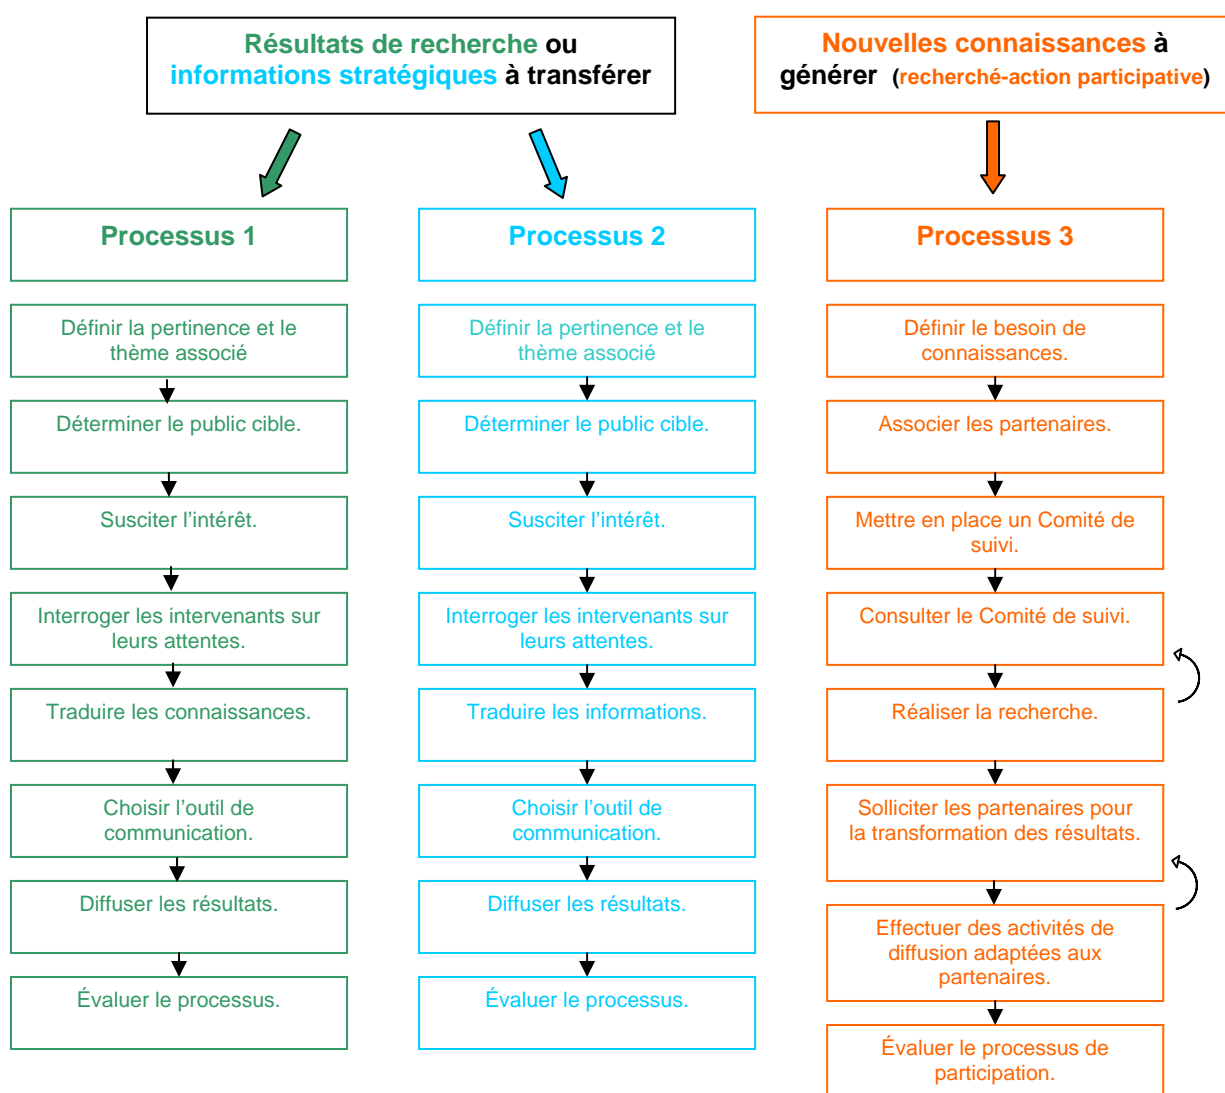 Résultats de recherche ou
informations stratégiques à transférer
Nouvelles connaissances à
générer (recherché-action participative)
Processus 1
Définir la pertinence et le
thème associé
Déterminer le public cible.
Susciter l’intérêt.
Interroger les intervenants sur
leurs attentes.
Traduire les connaissances.
Choisir l’outil de
communication.
Diffuser les résultats.
Évaluer le processus.
Processus 2
Définir la pertinence et le
thème associé
Déterminer le public cible.
Susciter l’intérêt.
Interroger les intervenants sur
leurs attentes.
Traduire les informations.
Choisir l’outil de
communication.
Diffuser les résultats.
Évaluer le processus.
Processus 3
Définir le besoin de
connaissances.
Associer les partenaires.
Mettre en place un Comité de
suivi.
Consulter le Comité de suivi.
Réaliser la recherche.
Solliciter les partenaires pour
la transformation des résultats.
Effectuer des activités de
diffusion adaptées aux
partenaires.
Évaluer le processus de
participation.